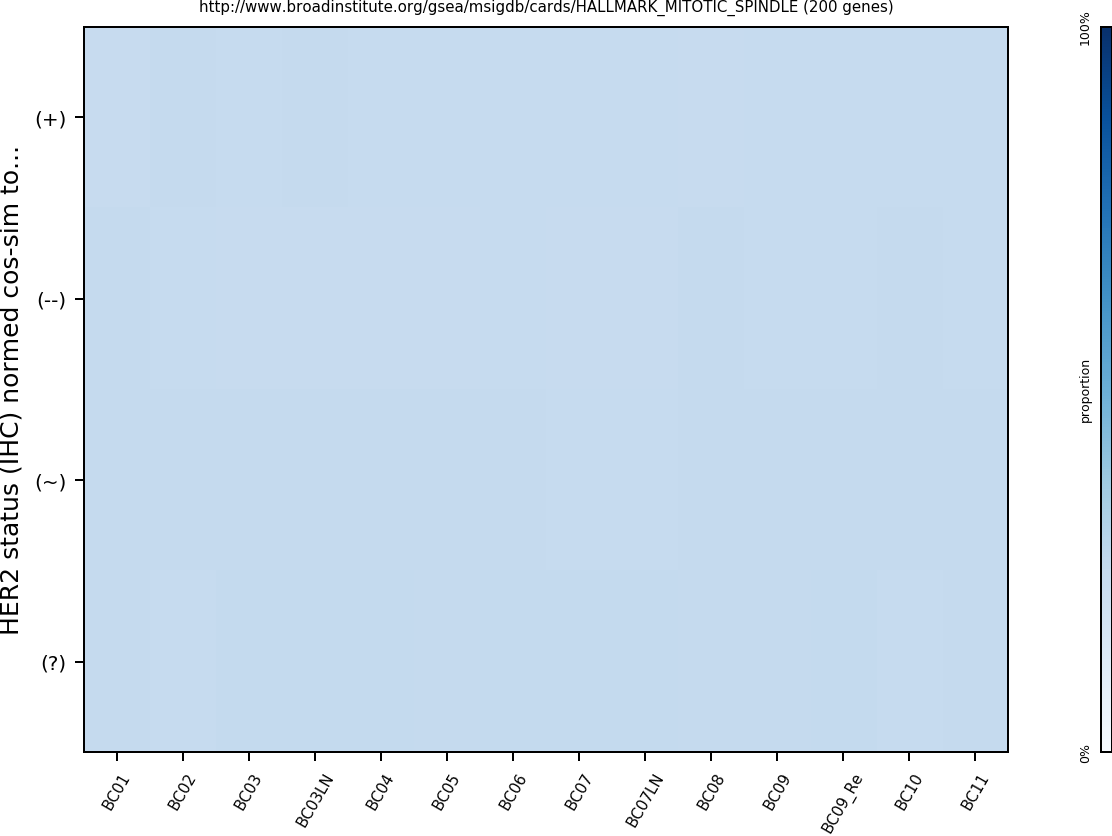 http://www.broadinstitute.org/gsea/msigdb/cards/HALLMARK_MITOTIC_SPINDLE (200 genes)
HER2 status (IHC) normed cos-sim to...
(+)
(--)
(~)
(?)
BC01
BC02
BC03
BC03LN
BC04
BC05
BC06
BC07
BC07LN
BC08
BC09
BC09_Re
BC10
BC11
100%
proportion
0%